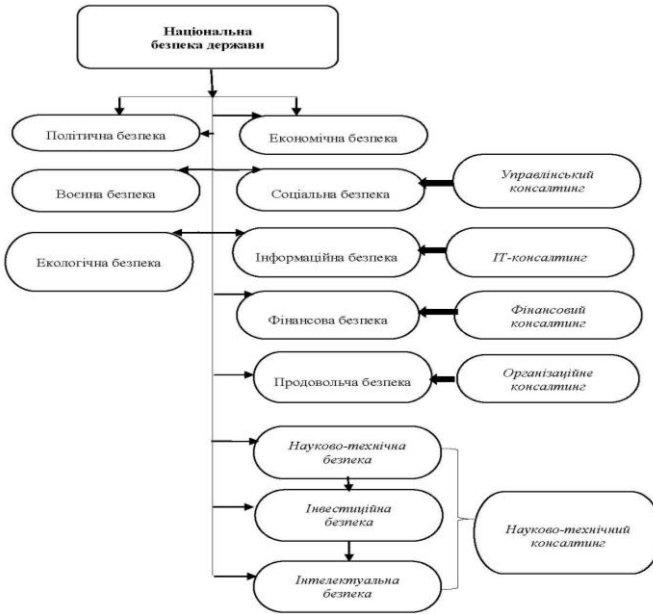 Національна
безпека держави
Політична безпека
Економічна безпека
Воєнна безпека
Соціальна безпека
Управлінський
консалтинг
Екологічна безпека
Інформаційна безпека
ІТ-консалтинг
Фінансова безпека
Фінансовий
консалтинг
Продовольча безпека
Організаційне
консалтинг
Науково-технічна
безпека
Інвестиційна
безпека
Науково-технічний
консалтинг
Інтелектуальна
безпека